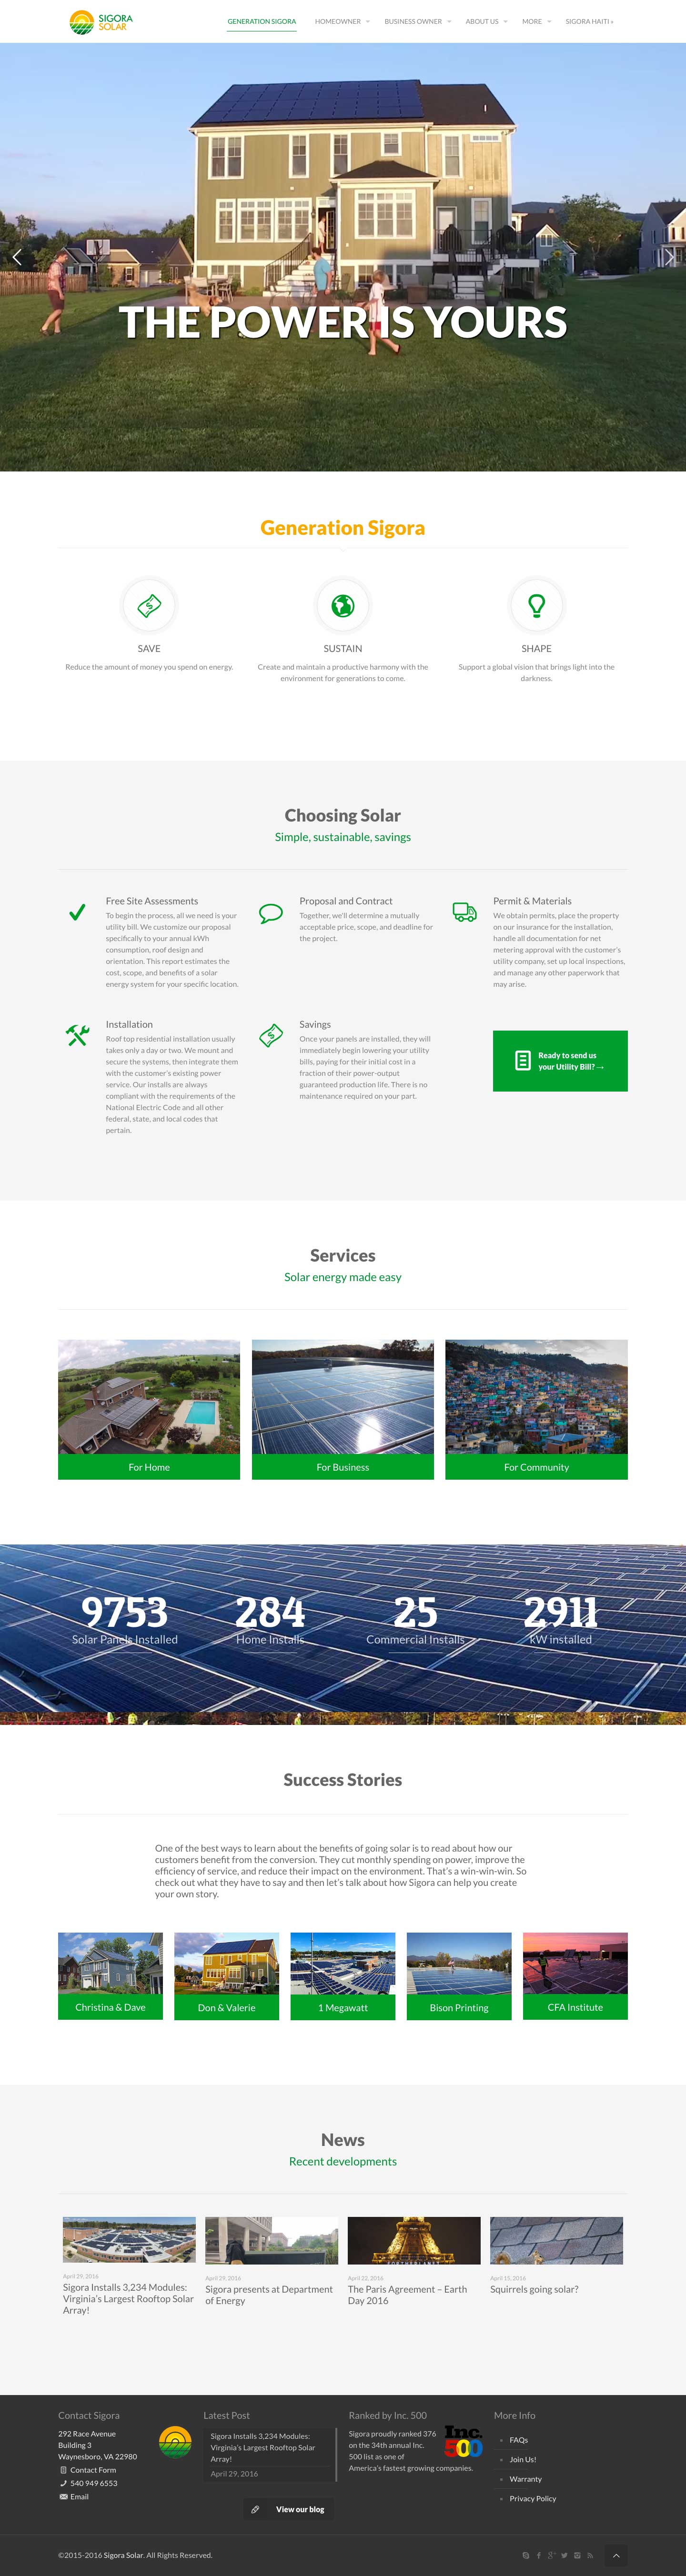 SIGORA
SOLAR
GENERATION SIGORA
HOMEOWNER
BUSINESS OWNER
ABOUT US
MORE
SIGORA HAITI »
THE POWER IS YOURS
Generation Sigora
SAVE
Reduce the amount of money you spend on energy.
SUSTAIN
Create and maintain a productive harmony with the
environment for generations to come.
SHAPE
Support a global vision that brings light into the
darkness.
Choosing Solar
Simple, sustainable, savings
Free Site Assessments
To begin the process, all we need is your
utility bill. We customize our proposal
specifically to your annual kWh
consumption, roof design and
orientation. This report estimates the
cost, scope, and benefits of a solar
energy system for your specific location.
Proposal and Contract
Together, we'll determine a mutually
acceptable price, scope, and deadline for
the project.
Permit & Materials
We obtain permits, place the property
on our insurance for the installation,
handle all documentation for net
metering approval with the customer's
utility company, set up local inspections,
and manage any other paperwork that
may arise.
Installation
Roof top residential installation usually
takes only a day or two. We mount and
secure the system, then integrate them
with the customer's existing power
service. Our installs are always
compliant with the requirements of the
National Electric Code and all other
federal, state, and local codes that
pertain.
Savings
Once your panels are installed, they will
immediately begin lowering your utility
bills, paying for their initial cost in a
fraction of their power-output
guaranteed production life. There is no
maintenance required on your part.
Ready to send us
your Utility Bill? →
Services
Solar energy made easy
For Home
For Business
For Community
9753
Solar Panels Installed
284
Home Installs
25
Commercial Installs
2911
kW installed
Success Stories
One of the best ways to learn about the benefits of going solar is to read about how our
customers benefit from the conversion. They cut monthly spending on power, improve the
efficiency of service, and reduce their impact on the environment. That's a win-win-win. So
check out what they have to say and then let's talk about how Sigora can help you create
your own story.
Christina & Dave
Don & Valerie
1 Megawatt
Bison Printing
CFA Institute
News
Recent developments
April 29, 2016
Sigora Installs 3,234 Modules:
Virginia's Largest Rooftop Solar
Array!
April 29, 2016
Sigora presents at Department
of Energy
April 22, 2016
The Paris Agreement – Earth
Day 2016
April 15, 2016
Squirrels going solar?
Contact Sigora
292 Race Avenue
Building 3
Waynesboro, VA 22980
Contact Form
540 949 6553
Email
Latest Post
Sigora Installs 3,234 Modules:
Virginia's Largest Rooftop Solar
Array!
April 29, 2016
View our blog
Ranked by Inc. 500
Sigora proudly ranked 376
on the 34th annual Inc.
500 list as one of
America's fastest growing companies.
Inc.
500
More Info
FAQs
Join Us!
Warranty
Privacy Policy
©2015-2016 Sigora Solar. All Rights Reserved.